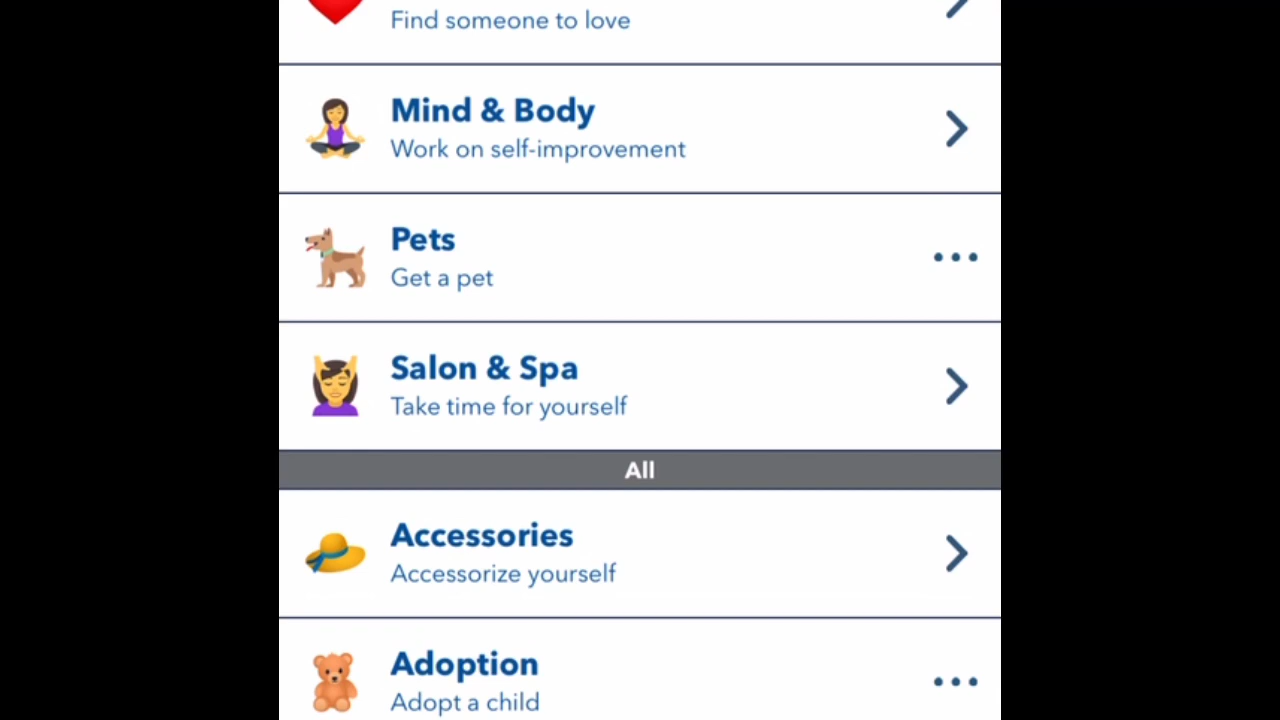 Find someone to love
Mind & Body
Work on self-improvement
Pets
Get a pet
Salon & Spa
Take time for yourself
All
Accessories
Accessorize yourself
Adoption
Adopt a child